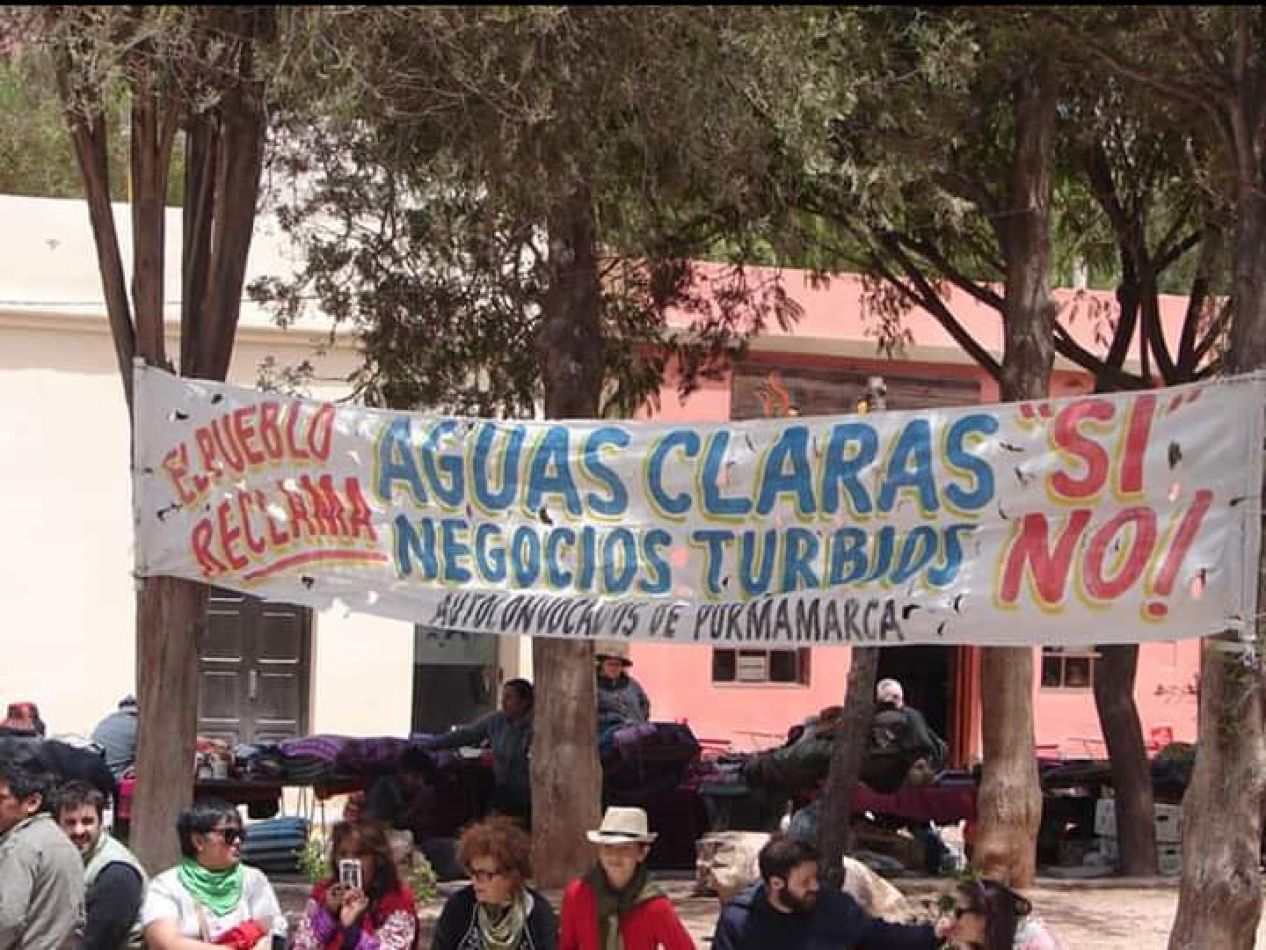 EL PUEBLO
RECLAMA
AGUAS CLARAS "SI"
NEGOCIOS TURBIOS NO!
AUTOCONVOCADOS DE PURMAMARCA